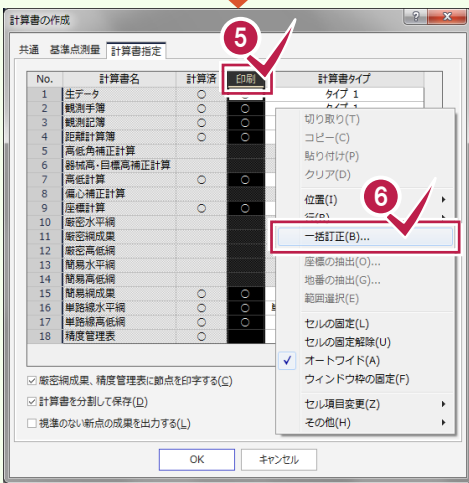 計算書の作成
5
共通 基準点測量 計算書指定
No. 計算書名 計算済 印刷 計算書タイプ
1 生データ ○ ○ タイプ 1
2 観測手簿 ○ ○
3 観測記簿 ○ ○
4 距離計算簿 ○ ○
5 高低角補正計算
6 器械高・目標高補正計算
7 高低計算 ○ ○
8 偏心補正計算
9 座標計算 ○ ○
10 厳密水平網
11 厳密網成果
12 厳密高低網
13 簡易水平網
14 簡易高低網
15 簡易網成果 ○ ○
16 単路線水平網 ○ ○
17 単路線高低網 ○ ○
18 精度管理表 ○
切り取り(T)
コピー(C)
貼り付け(P)
クリア(D)
位置(I)
行(R)
6
一括訂正(B)...
座標の抽出(O)...
地番の抽出(G)...
範囲選択(E)
セルの固定(L)
セルの固定解除(U)
オートワイド(A)
ウィンドウ枠の固定(F)
セル項目変更(Z)
その他(H)
厳密網成果、精度管理表に節点を印字する(C)
計算書を分割して保存(D)
視準のない新点の成果を出力する(L)
OK キャンセル